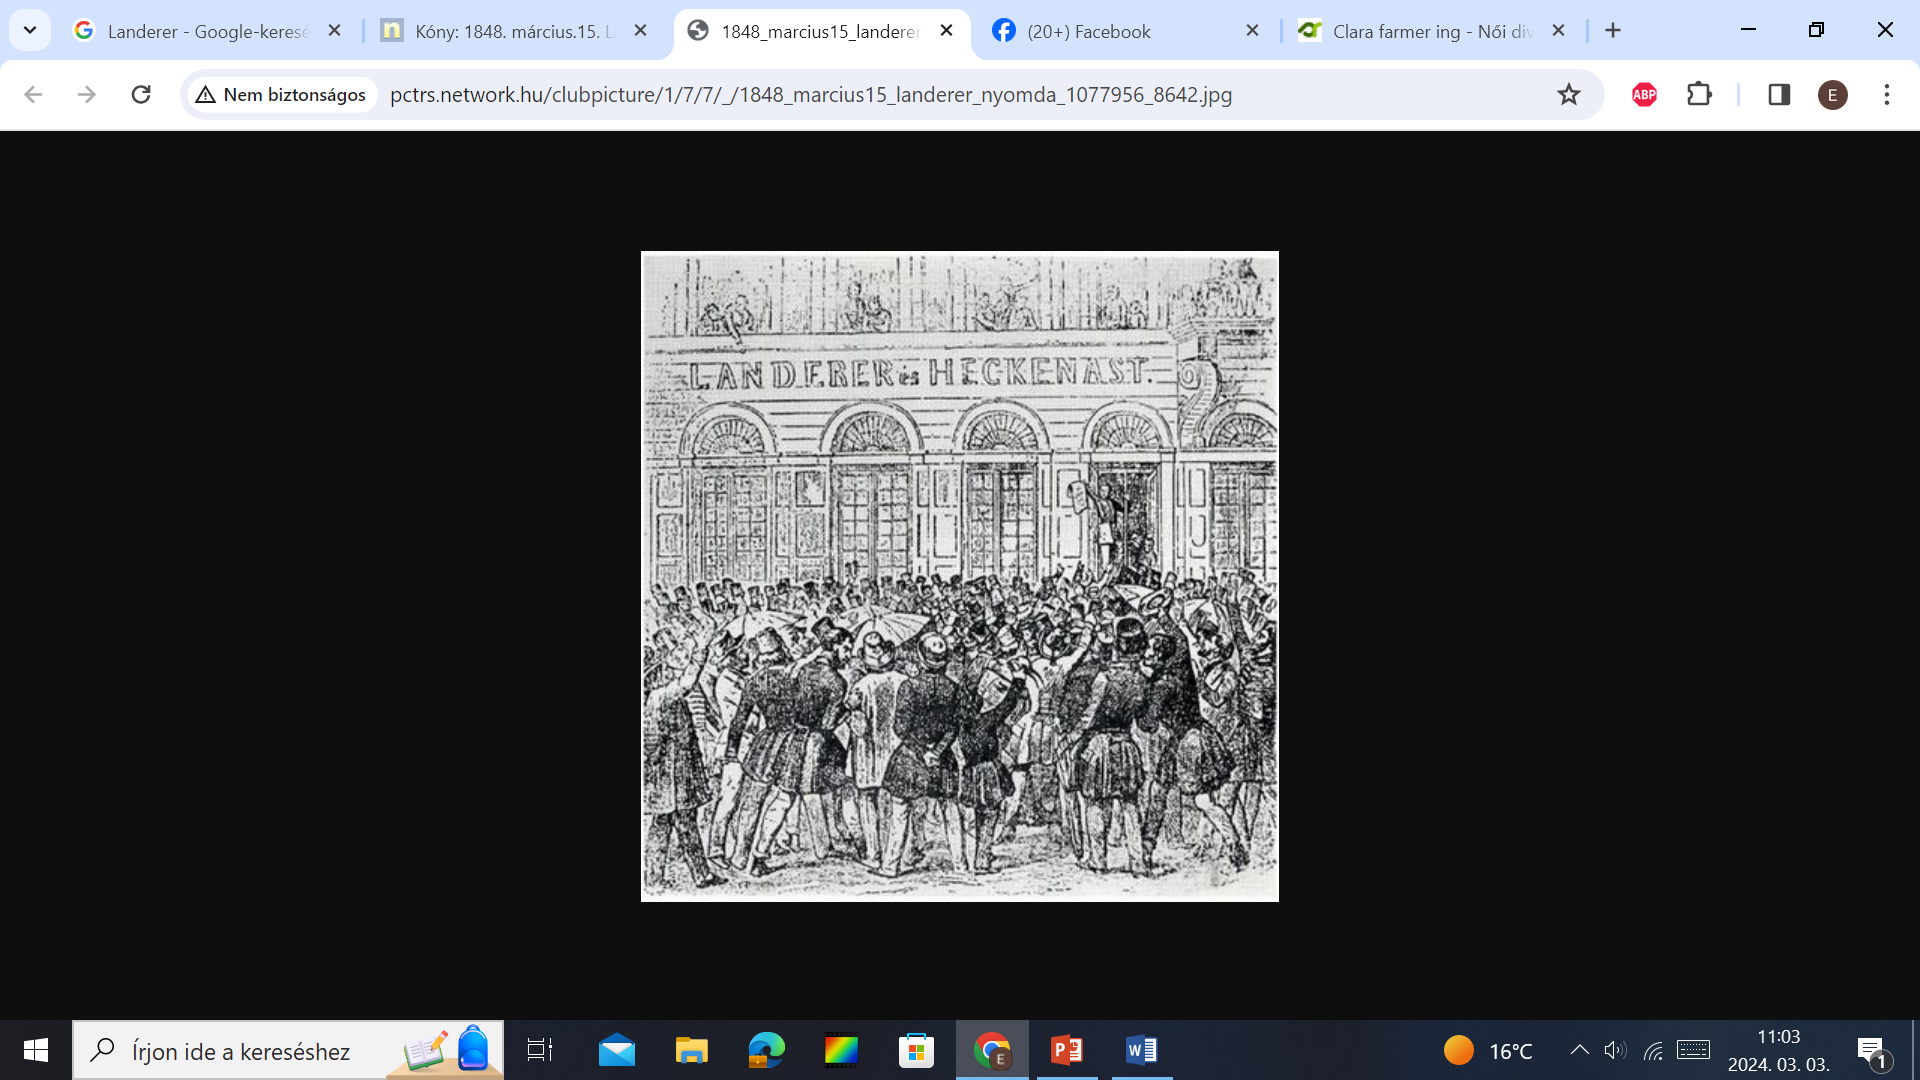 Landerer - Google-keresé
Kóny: 1848. március.15. L
1848_marcius15_landerer
(20+) Facebook
Clara farmer ing - Női div
Nem biztonságos
pctrs.network.hu/clubpicture/1/7/7/_/1848_marcius15_landerer_nyomda_1077956_8642.jpg
ABP
E
LANDERER és HECKENAST.
Írjon ide a kereséshez
E
16°C
11:03
2024. 03. 03.
1